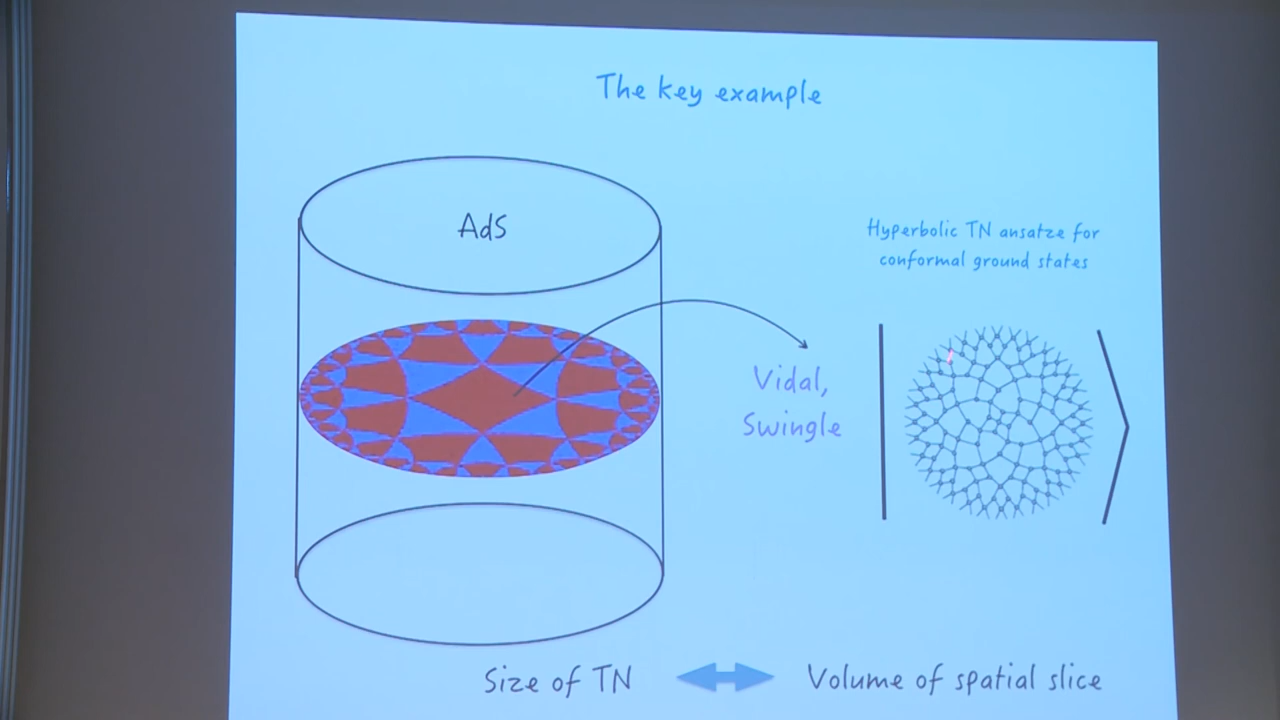 The key example
AdS
Hyperbolic TN ansatze for
conformal ground states
Vidal,
Swingle
Size of TN
Volume of spatial slice